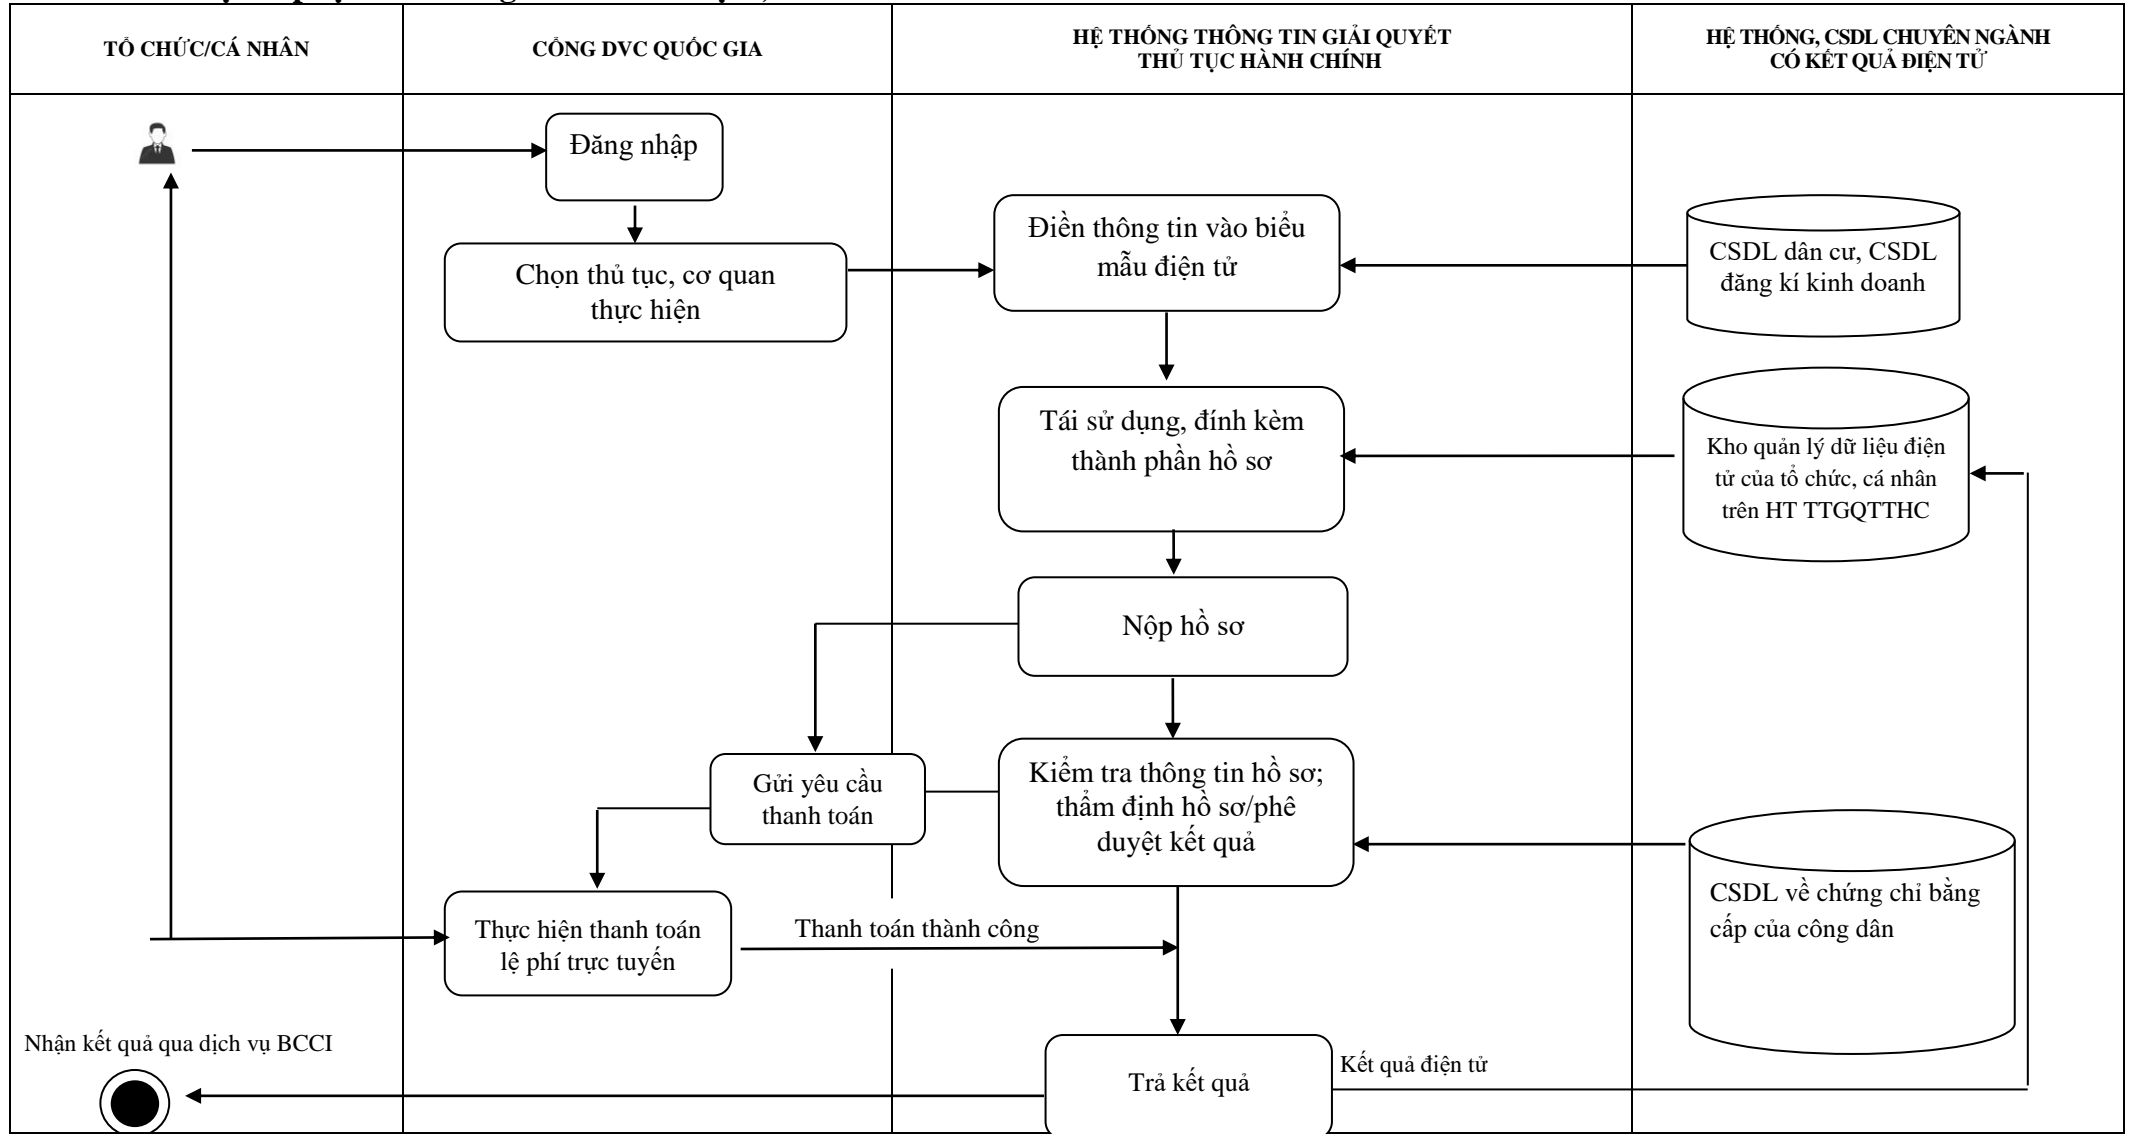 TỔ CHỨC/CÁ NHÂN
CỔNG DVC QUỐC GIA
HỆ THỐNG THÔNG TIN GIẢI QUYẾT
THỦ TỤC HÀNH CHÍNH
HỆ THỐNG, CSDL CHUYÊN NGÀNH
CÓ KẾT QUẢ ĐIỆN TỬ
Đăng nhập
Chọn thủ tục, cơ quan
thực hiện
Điền thông tin vào biểu
mẫu điện tử
CSDL dân cư, CSDL
đăng kí kinh doanh
Tái sử dụng, đính kèm
thành phần hồ sơ
Kho quản lý dữ liệu điện
tử của tổ chức, cá nhân
trên HT TTGQTTHC
Nộp hồ sơ
Gửi yêu cầu
thanh toán
Kiểm tra thông tin hồ sơ;
thẩm định hồ sơ/phê
duyệt kết quả
CSDL về chứng chỉ bằng
cấp của công dân
Thực hiện thanh toán
lệ phí trực tuyến
Thanh toán thành công
Nhận kết quả qua dịch vụ BCCI
Trả kết quả
Kết quả điện tử